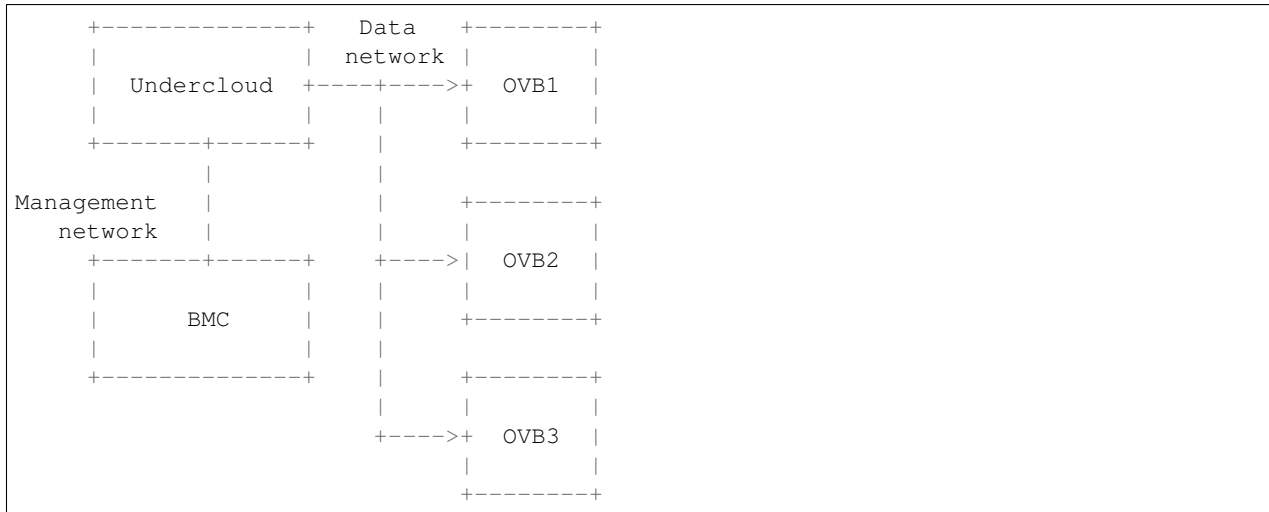 Data
network
Undercloud
OVB1
Management
network
OVB2
BMC
OVB3